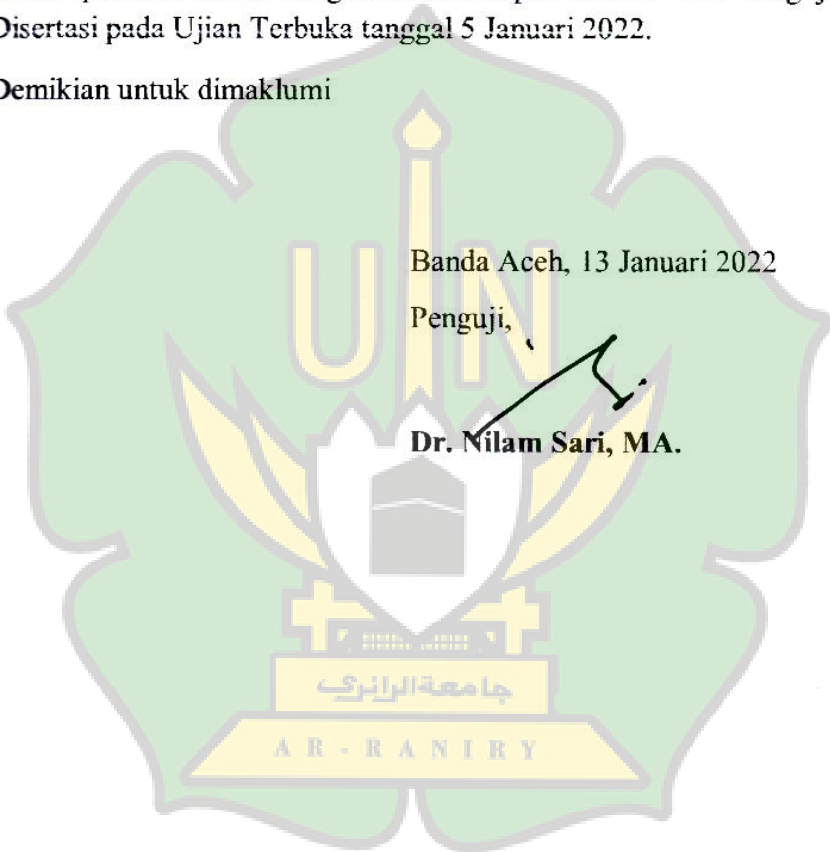 Disertasi pada Ujian Terbuka tanggal 5 Januari 2022.
Demikian untuk dimaklumi
Banda Aceh, 13 Januari 2022
Penguji,
Dr. Nilam Sari, MA.
UIN
جامعة الرانري
AR-RANIRY